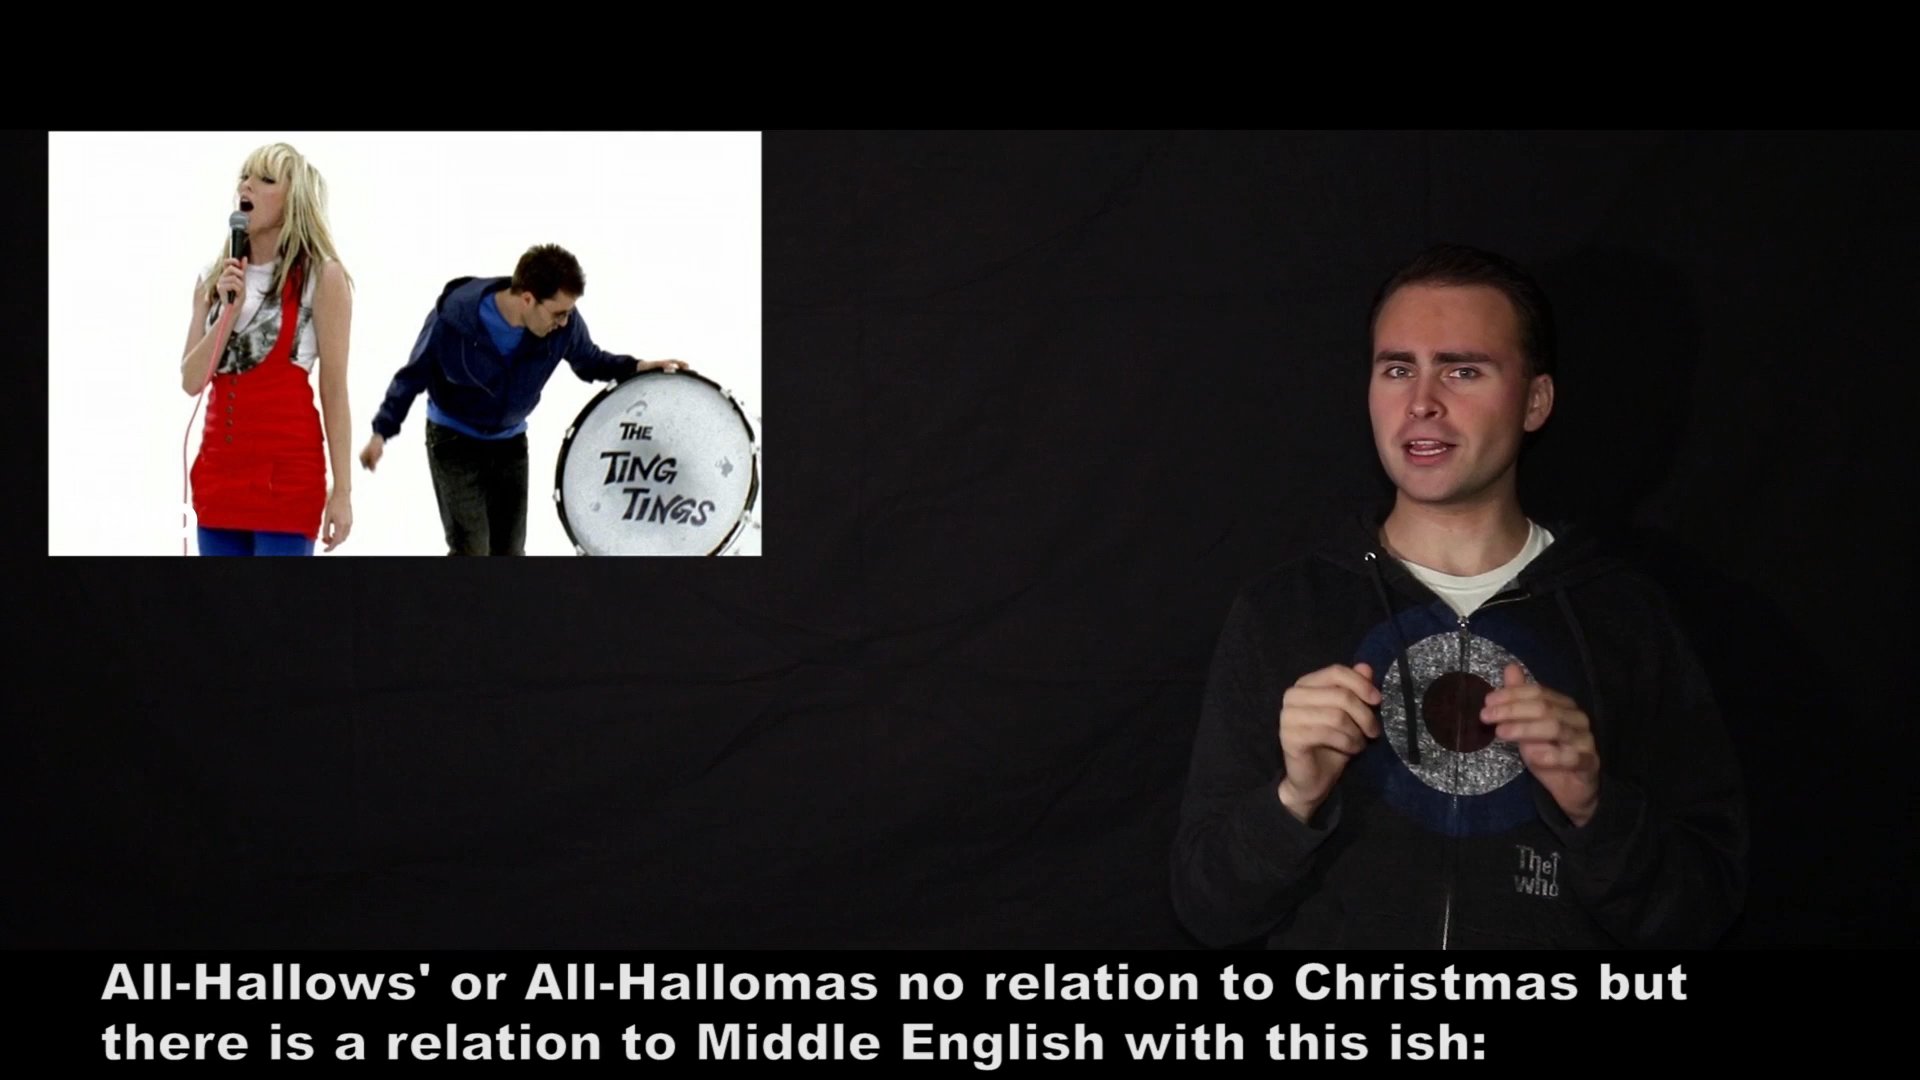 THE
TING
TINGS
The
Who
All-Hallows' or All-Hallomas no relation to Christmas but
there is a relation to Middle English with this ish: